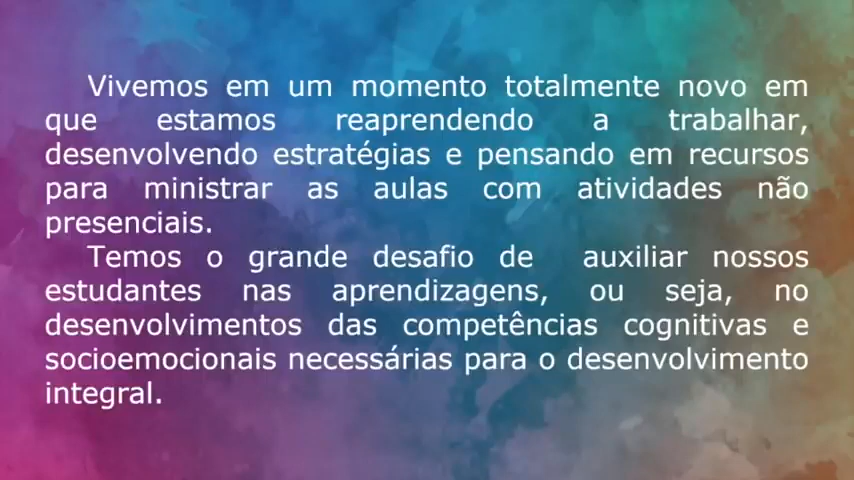 Vivemos em um momento totalmente novo em
que estamos reaprendendo a trabalhar,
desenvolvendo estratégias e pensando em recursos
para ministrar as aulas com atividades não
presenciais.
Temos o grande desafio de auxiliar nossos
estudantes nas aprendizagens, ou seja, no
desenvolvimentos das competências cognitivas e
socioemocionais necessárias para o desenvolvimento
integral.